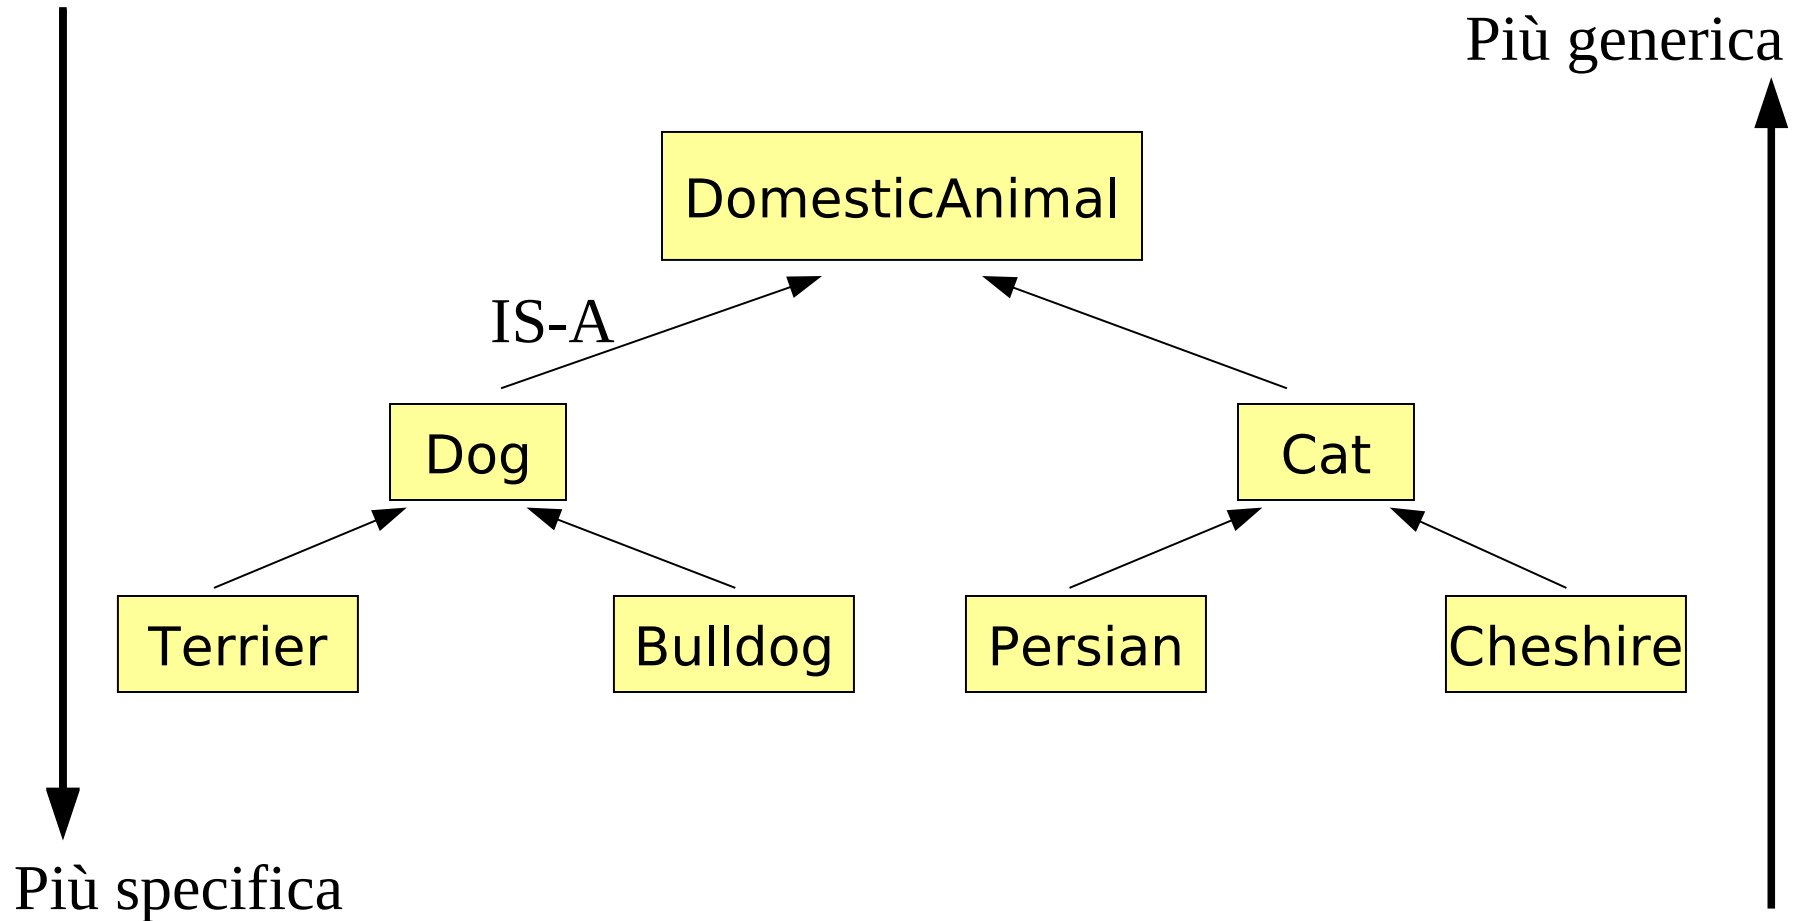 Più generica
DomesticAnimal
IS-A
Dog
Cat
Terrier
Bulldog
Persian
Cheshire
Più specifica